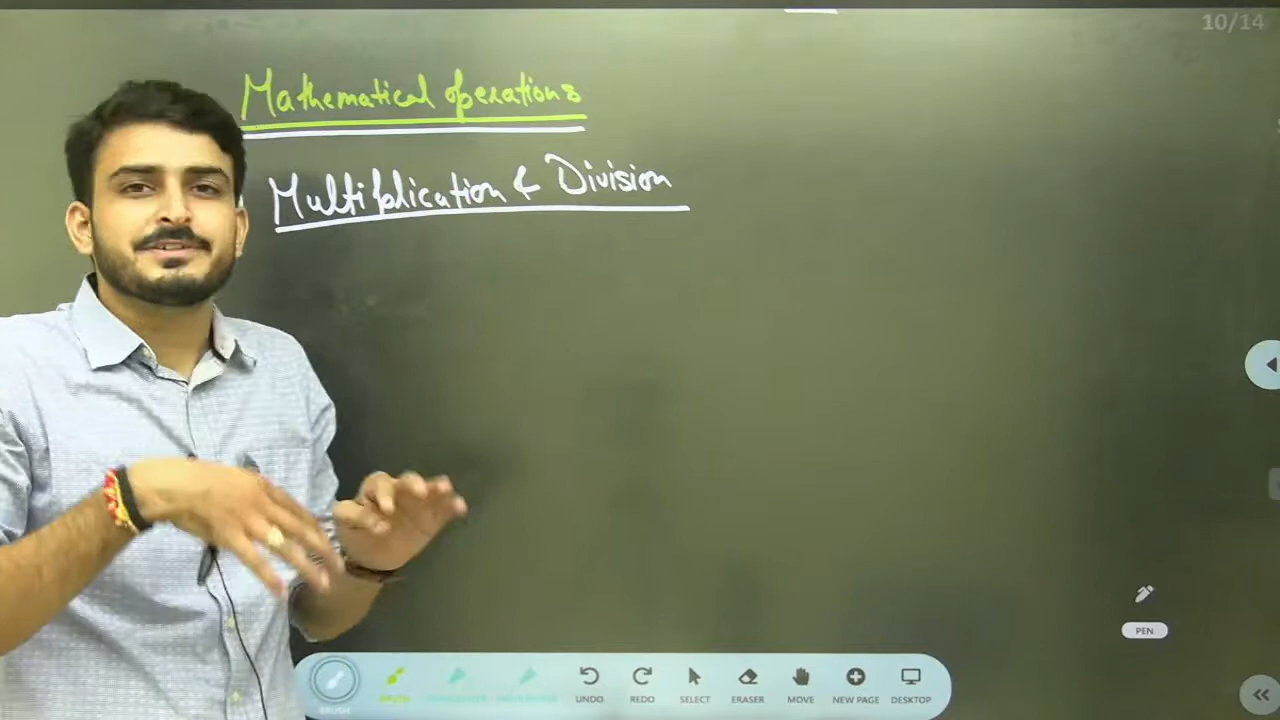 10/14
Mathematical operations
Multiplication & Division
PEN
UNDO REDO SELECT ERASER MOVE NEW PAGE DESKTOP